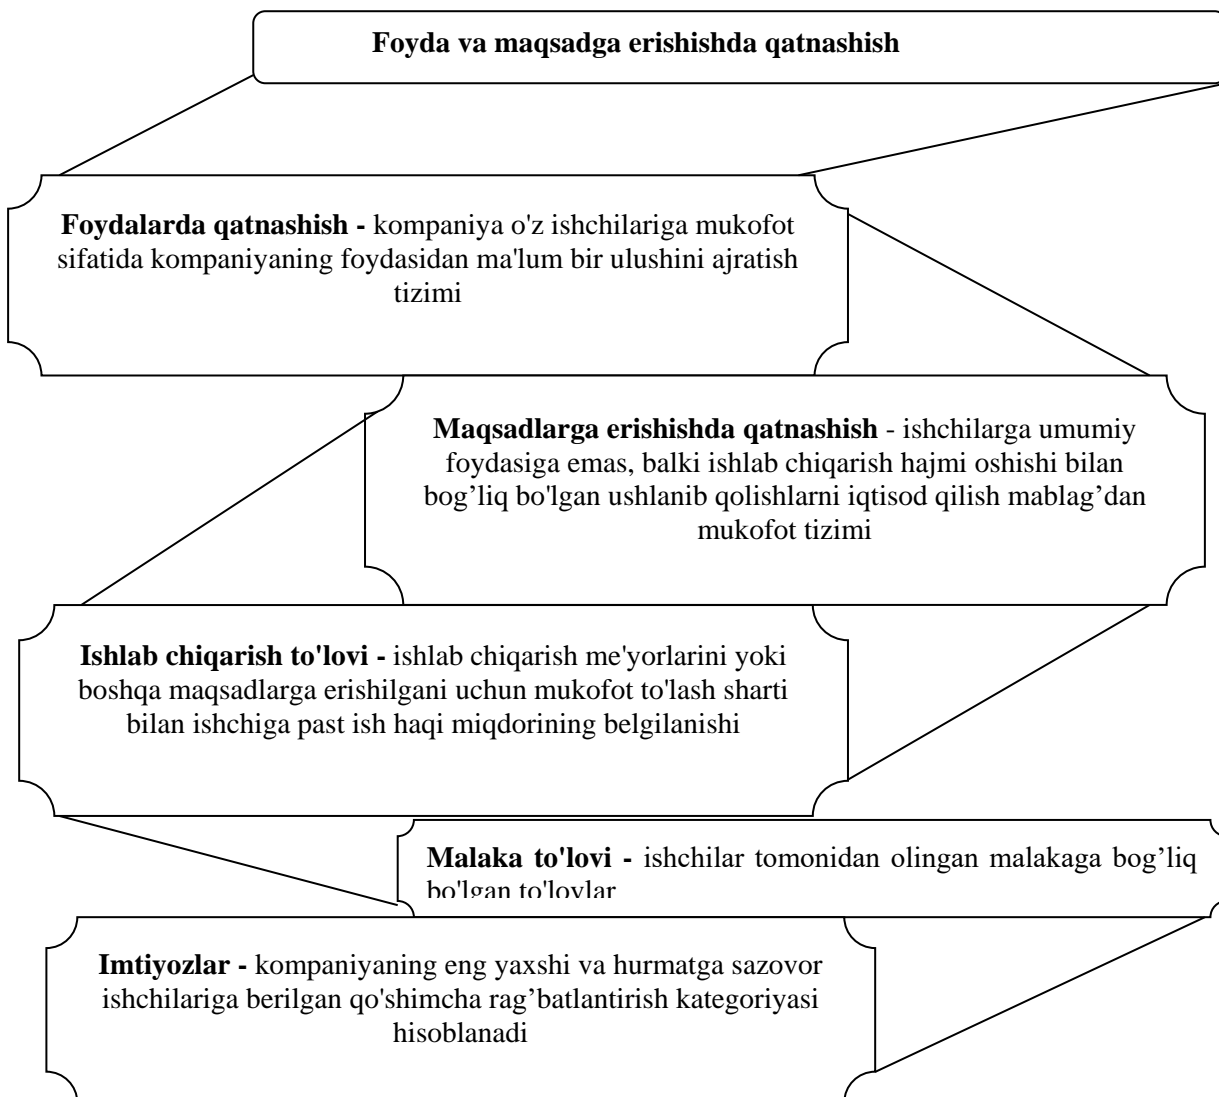 Foyda va maqsadga erishishda qatnashish
Foydalarda qatnashish - kompaniya o'z ishchilariga mukofot
sifatida kompaniyaning foydasidan ma'lum bir ulushini ajratish
tizimi
Maqsadlarga erishishda qatnashish - ishchilarga umumiy
foydasiga emas, balki ishlab chiqarish hajmi oshishi bilan
bog’liq bo'lgan ushlanib qolishlarni iqtisod qilish mablag’dan
mukofot tizimi
Ishlab chiqarish to'lovi - ishlab chiqarish me'yorlarini yoki
boshqa maqsadlarga erishilgani uchun mukofot to'lash sharti
bilan ishchiga past ish haqi miqdorining belgilanishi
Malaka to'lovi - ishchilar tomonidan olingan malakaga bog’liq
bo'lgan to'lovlar
Imtiyozlar - kompaniyaning eng yaxshi va hurmatga sazovor
ishchilariga berilgan qo'shimcha rag’batlantirish kategoriyasi
hisoblanadi